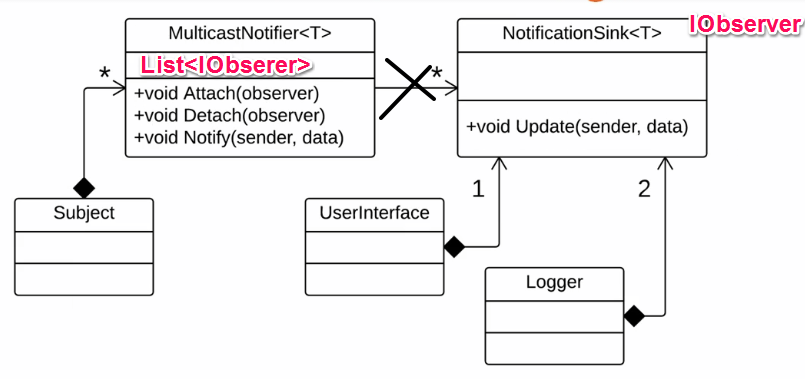 MulticastNotifier<T>
NotificationSink<T>
IObserver
List<IObserer>
*
*
+void Attach(observer)
+void Detach(observer)
+void Notify(sender, data)
+void Update(sender, data)
1
2
Subject
UserInterface
Logger